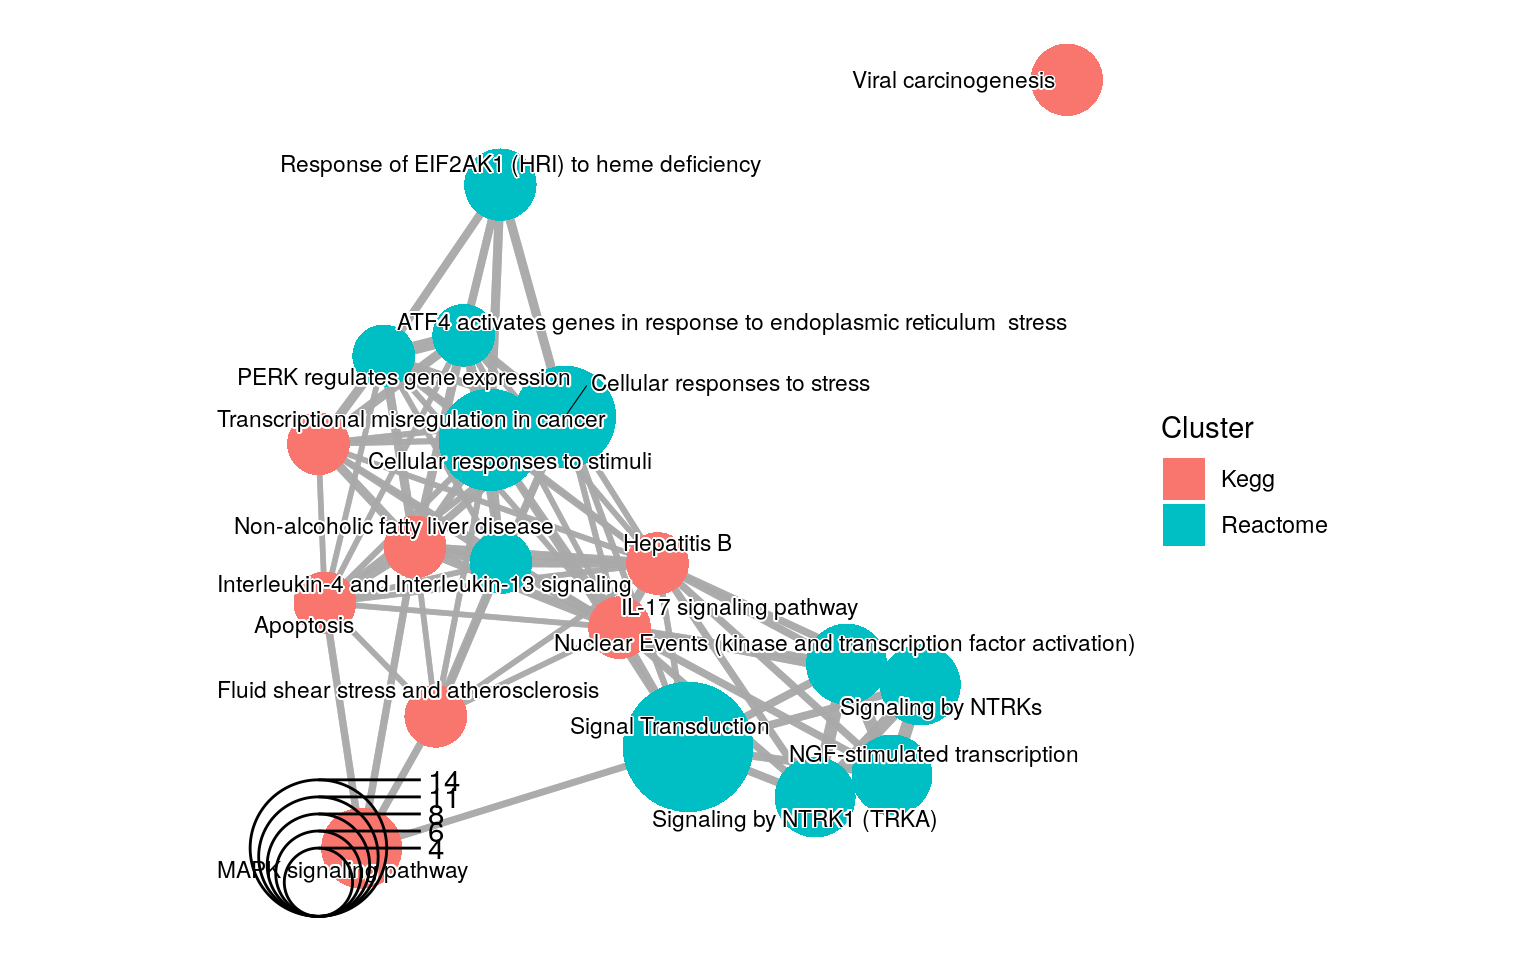 Viral carcinogenesis
Response of EIF2AK1 (HRI) to heme deficiency
ATF4 activates genes in response to endoplasmic reticulum  stress
PERK regulates gene expression
Cellular responses to stress
Transcriptional misregulation in cancer
Cluster
Cellular responses to stimuli
Kegg
Reactome
Non-alcoholic fatty liver disease
Hepatitis B
Interleukin-4 and Interleukin-13 signaling
IL-17 signaling pathway
Apoptosis
Nuclear Events (kinase and transcription factor activation)
Fluid shear stress and atherosclerosis
Signaling by NTRKs
Signal Transduction
NGF-stimulated transcription
14
11
8
6
4
Signaling by NTRK1 (TRKA)
MAPK signaling pathway